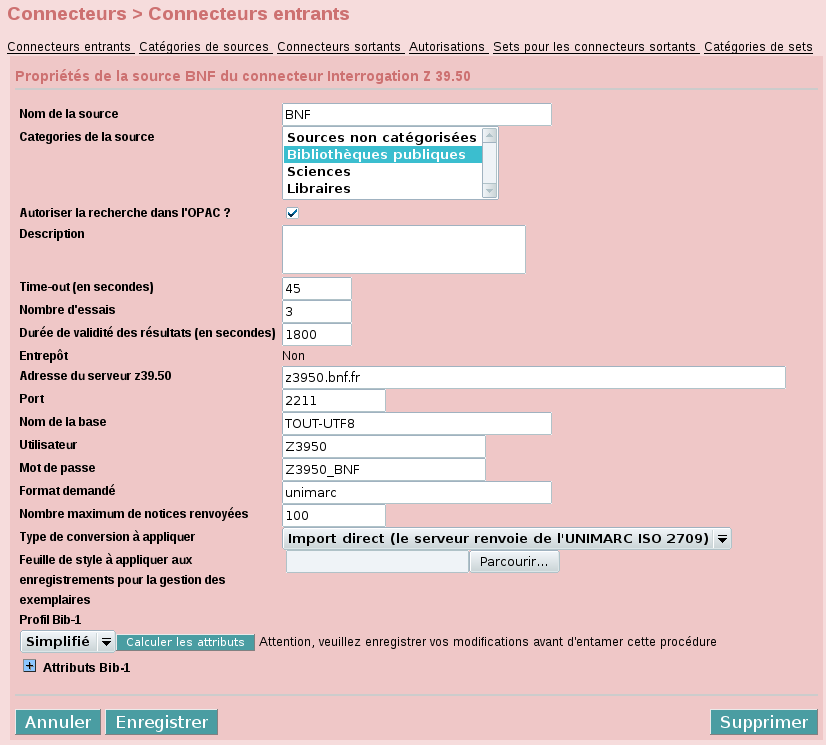 Connecteurs > Connecteurs entrants
Connecteurs entrants Catégories de sources Connecteurs sortants Autorisations Sets pour les connecteurs sortants Catégories de sets
Propriétés de la source BNF du connecteur Interrogation Z 39.50
Nom de la source BNF
Categories de la source Sources non catégorisées
Bibliothèques publiques
Sciences
Libraires
Autoriser la recherche dans l'OPAC ?
Description
Time-out (en secondes) 45
Nombre d'essais 3
Durée de validité des résultats (en secondes) 1800
Entrepôt Non
Adresse du serveur z39.50 z3950.bnf.fr
Port 2211
Nom de la base TOUT-UTF8
Utilisateur Z3950
Mot de passe Z3950_BNF
Format demandé unimarc
Nombre maximum de notices renvoyées 100
Type de conversion à appliquer Import direct (le serveur renvoie de l'UNIMARC ISO 2709)
Feuille de style à appliquer aux Parcourir...
enregistrements pour la gestion des
exemplaires
Profil Bib-1
Simplifié Calculer les attributs Attention, veuillez enregistrer vos modifications avant d'entamer cette procédure
Attributs Bib-1
Annuler Enregistrer Supprimer